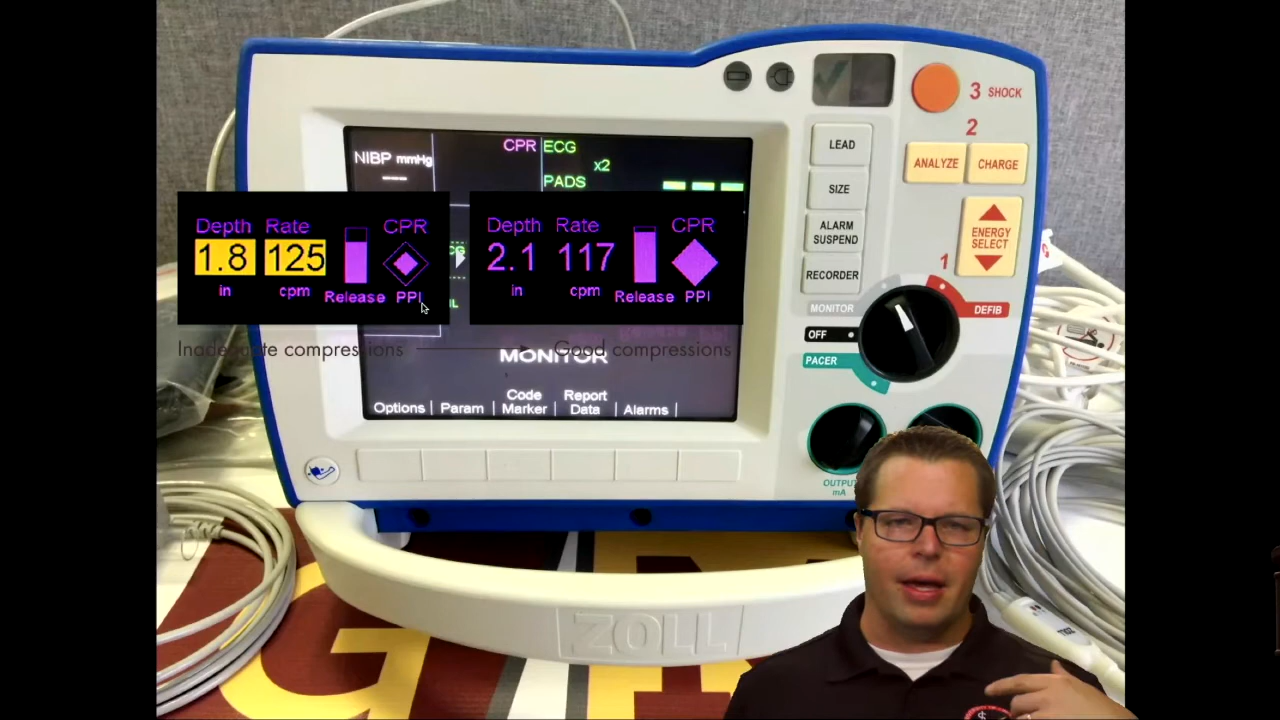 3 SHOCK
2
ANALYZE
CHARGE
LEAD
SIZE
ALARM
SUSPEND
RECORDER
ENERGY
SELECT
1
MONITOR
DEFIB
OFF
PACER
OUTPUT
mA
NIBP mmHg
CPR
ECG
x2
PADS
Depth Rate CPR
1.8 125
in cpm Release PPI
Depth Rate CPR
2.1 117
in cpm Release PPI
Inadequate compressions
Good compressions
MONITOR
Options
Param
Code
Marker
Report
Data
Alarms
ZOLL